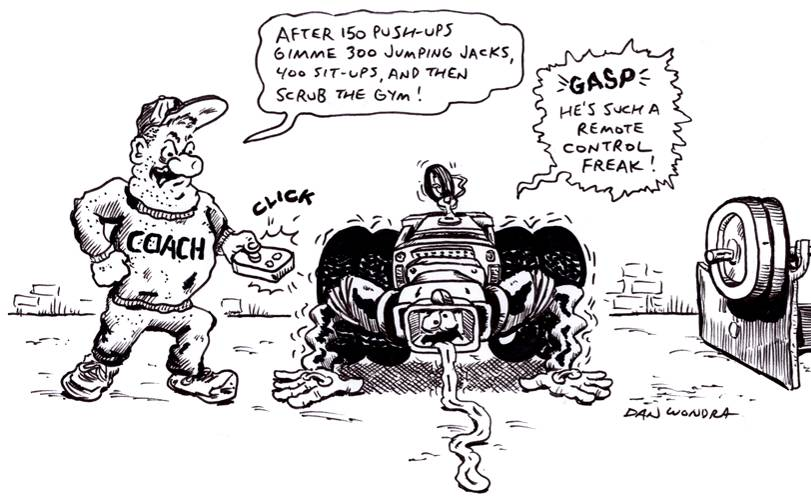 AFTER 150 PUSH-UPS
GIMME 300 JUMPING JACKS,
400 SIT-UPS, AND THEN
SCRUB THE GYM!
GASP
HE'S SUCH A
REMOTE
CONTROL
FREAK!
CLICK
COACH
DAN WONDRA